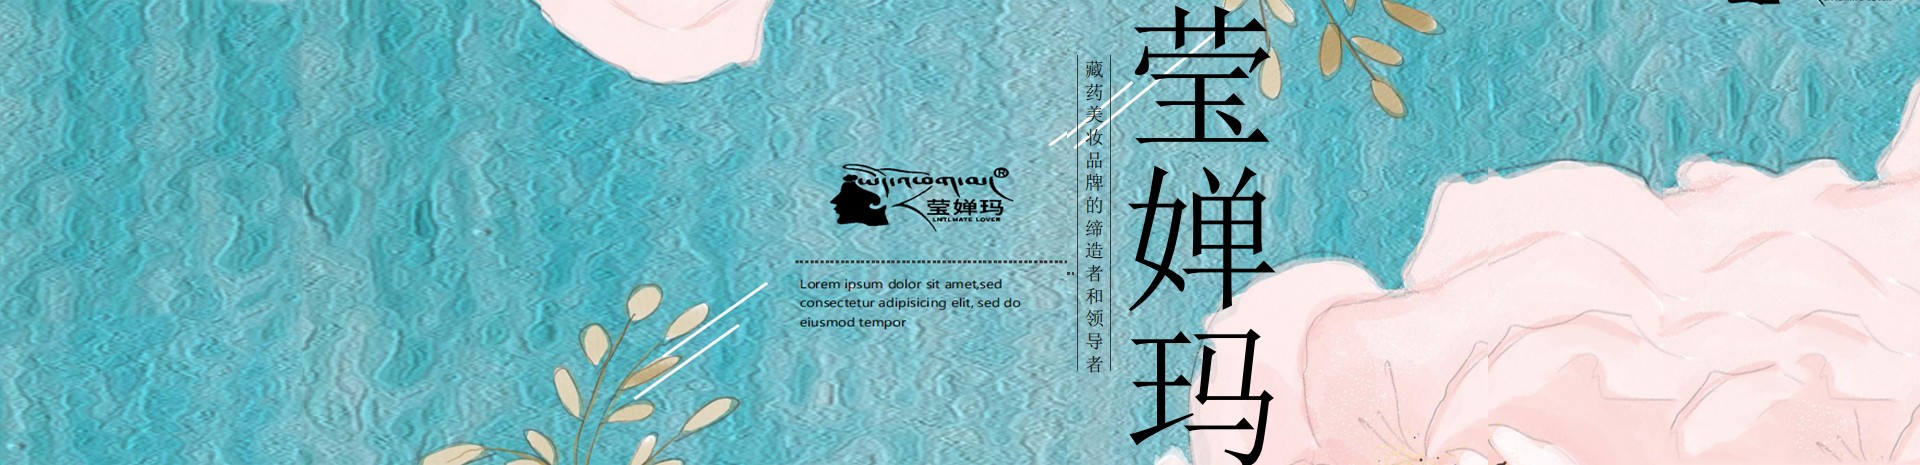 莹婵玛
藏药美妆品牌的缔造者和领导者
莹婵玛
LNTLMATE LOVER
Lorem ipsum dolor sit amet,sed
consectetur adipisicing elit, sed do
eiusmod tempor